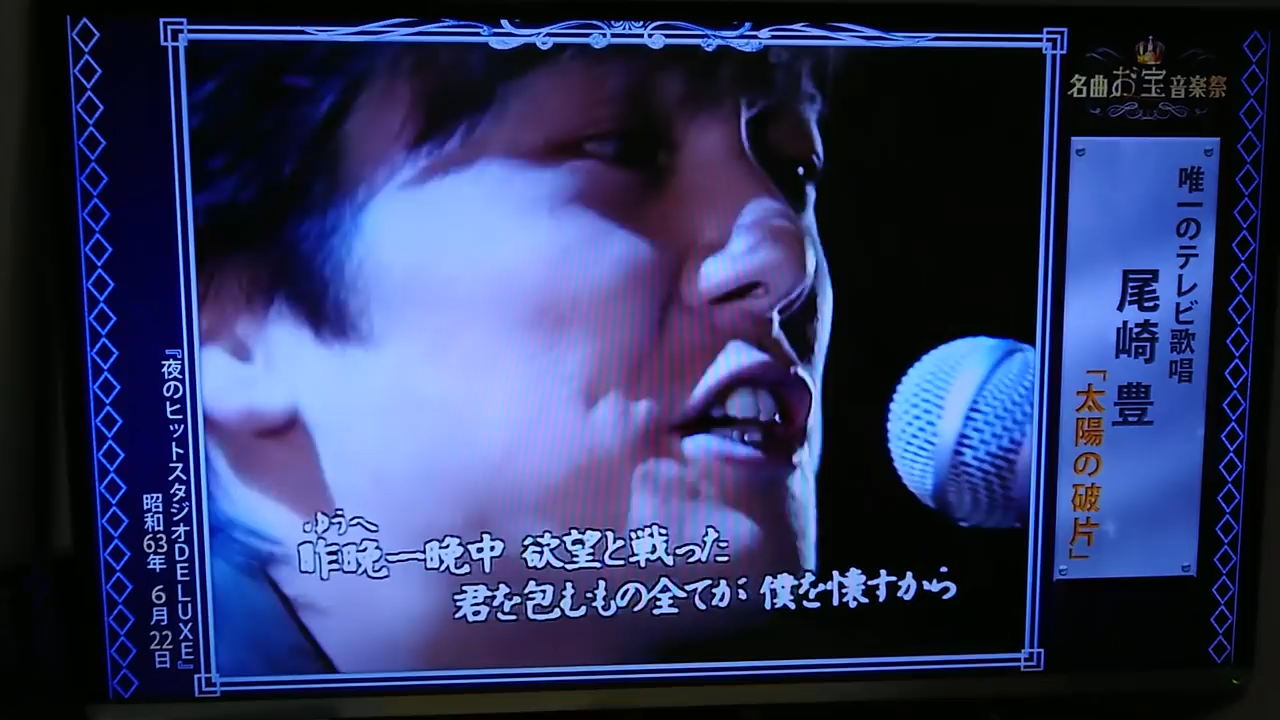 名曲お宝音楽祭
唯一のテレビ歌唱
尾崎 豊
「太陽の破片」
ゆうべ
昨晩一晩中 欲望と戦った
君を包むもの全てが 僕を懐すから
『夜のヒットスタジオDELUXE』
昭和63年 6月22日